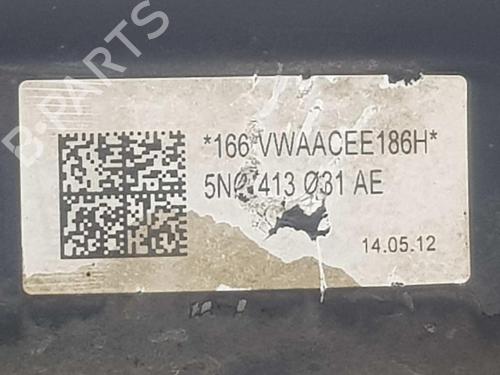 B-PARTS
*166 VWAACEE186H*
5N0 413 031 AE
14.05.12